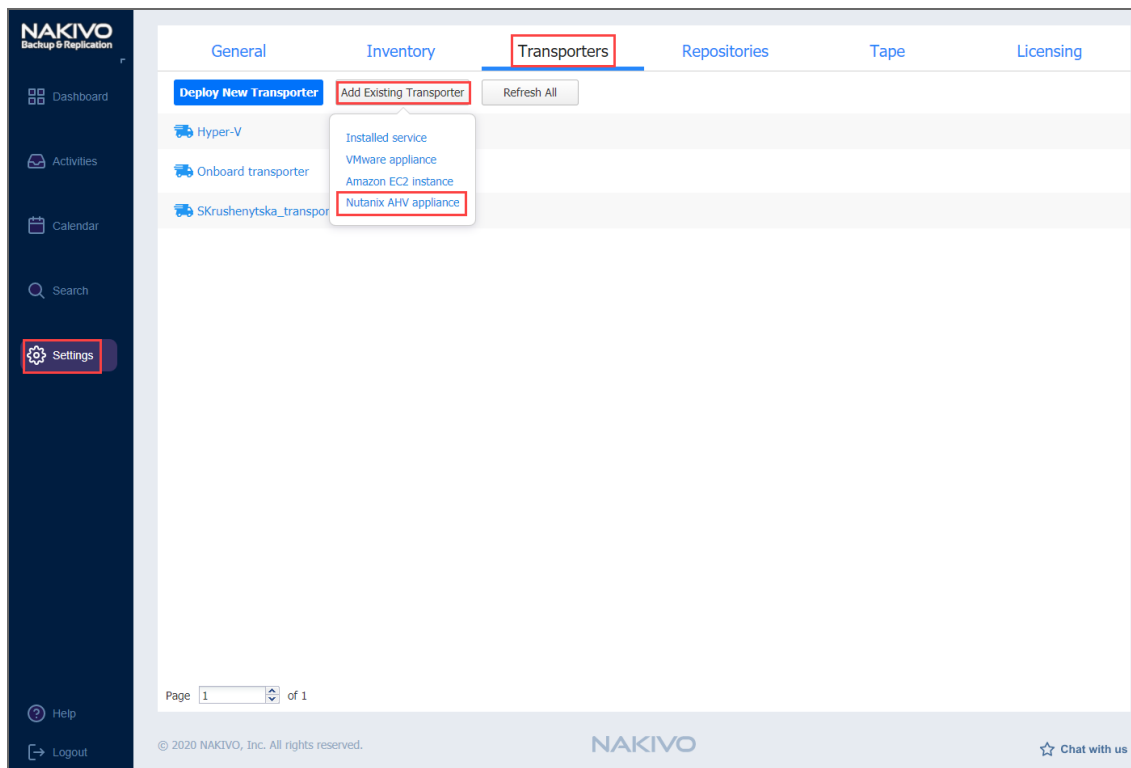 NAKIVO
Backup & Replication
Dashboard
Activities
Calendar
Search
Settings
Help
Logout
General
Inventory
Transporters
Repositories
Tape
Licensing
Deploy New Transporter
Add Existing Transporter
Refresh All
Hyper-V
Onboard transporter
SKrushenytska_transpor
Installed service
VMware appliance
Amazon EC2 instance
Nutanix AHV appliance
Page 1 of 1
© 2020 NAKIVO, Inc. All rights reserved.
NAKIVO
Chat with us